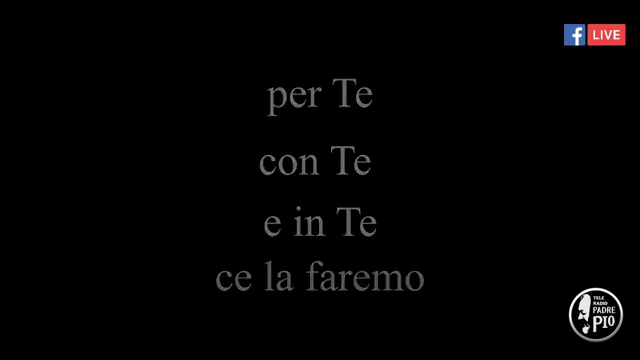 LIVE
per Te
con Te
e in Te
ce la faremo
TELE
RADIO
PADRE
PIO